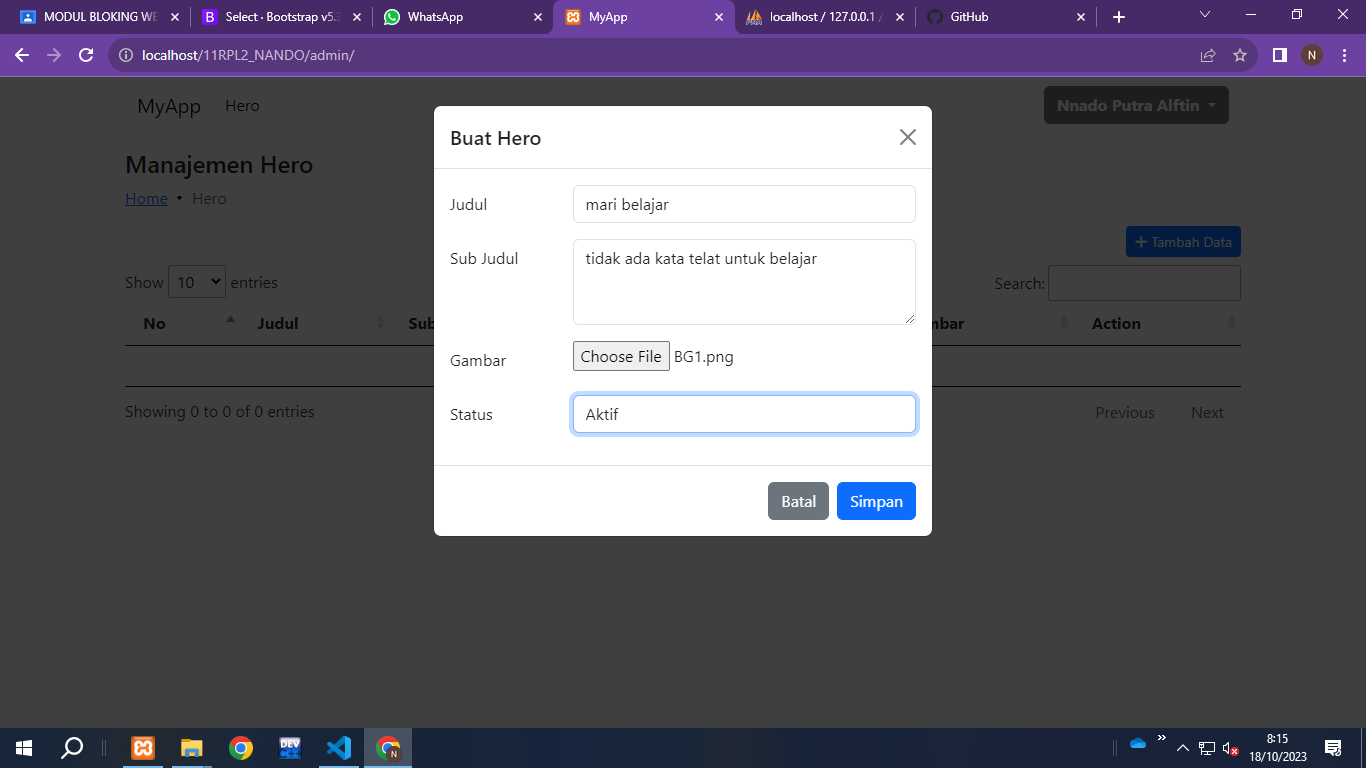 MODUL BLOKING WE
Select · Bootstrap v5.3
WhatsApp
MyApp
localhost / 127.0.0.1 /
GitHub
localhost/11RPL2_NANDO/admin/
N
MyApp
Hero
Nnado Putra Alftin
Manajemen Hero
Home • Hero
+ Tambah Data
Show 10 entries
Search:
No
Judul
Sub
mbar
Action
Showing 0 to 0 of 0 entries
Previous
Next
Buat Hero
Judul
mari belajar
Sub Judul
tidak ada kata telat untuk belajar
Gambar
Choose File BG1.png
Status
Aktif
Batal
Simpan
DEV
N
8:15
18/10/2023